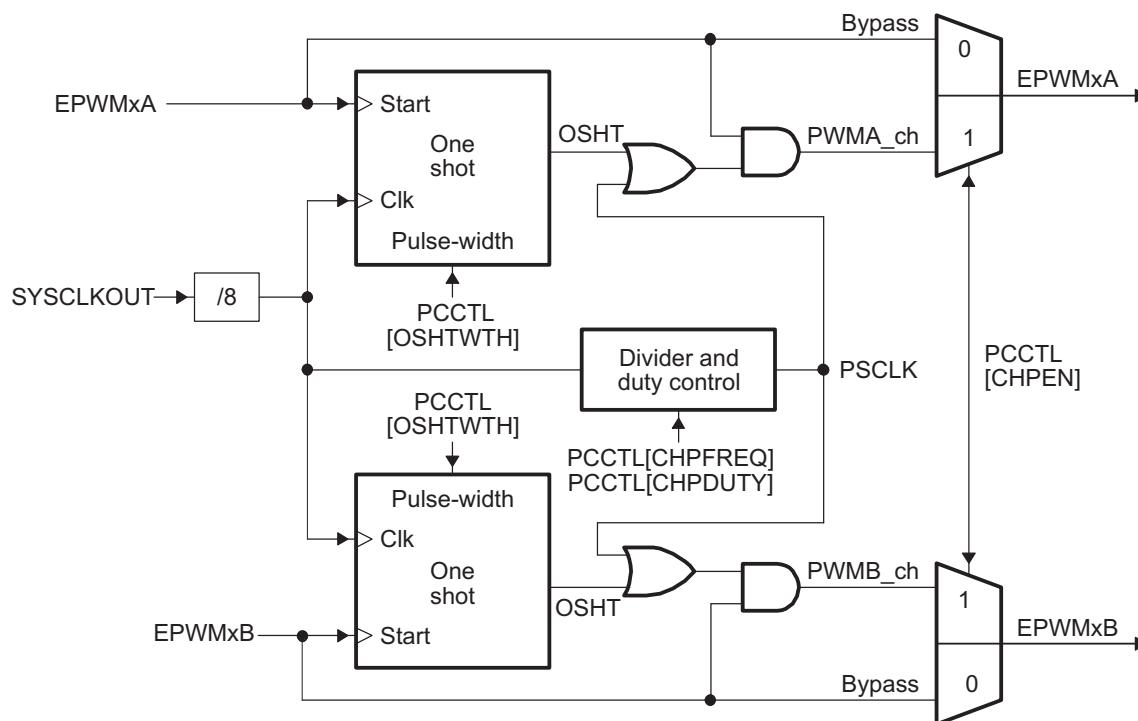 Bypass
0
EPWMxA
EPWMxA
Start
OSHT
PWMA_ch
1
One
shot
Clk
Pulse-width
SYSCLKOUT
/8
PCCTL
[OSHTWTH]
Divider and
duty control
PSCLK
PCCTL
[CHPEN]
PCCTL
[OSHTWTH]
PCCTL[CHPFREQ]
PCCTL[CHPDUTY]
Pulse-width
Clk
One
shot
OSHT
PWMB_ch
1
EPWMxB
Start
EPWMxB
Bypass
0